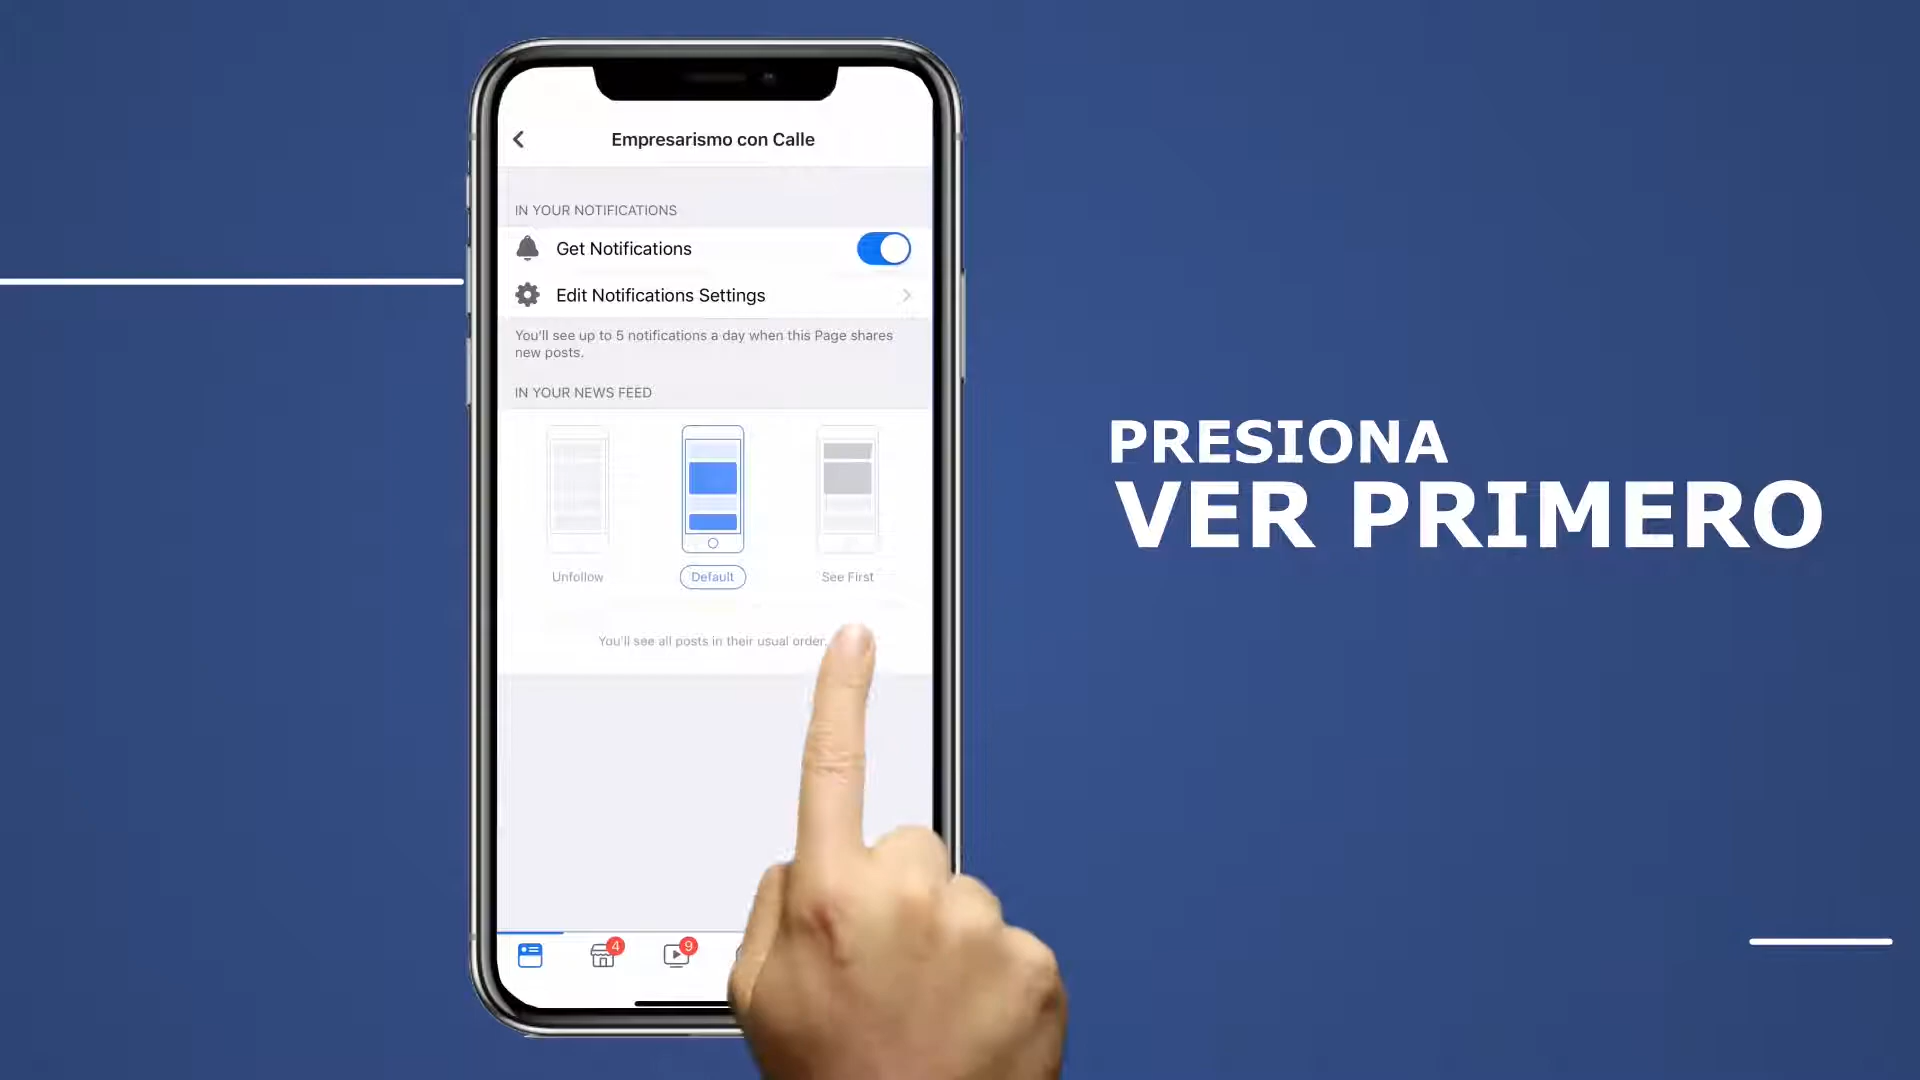 Empresarismo con Calle
IN YOUR NOTIFICATIONS
Get Notifications
Edit Notifications Settings
You'll see up to 5 notifications a day when this Page shares
new posts.
IN YOUR NEWS FEED
Unfollow
Default
See First
You'll see all posts in their usual order.
4
9
PRESIONA
VER PRIMERO